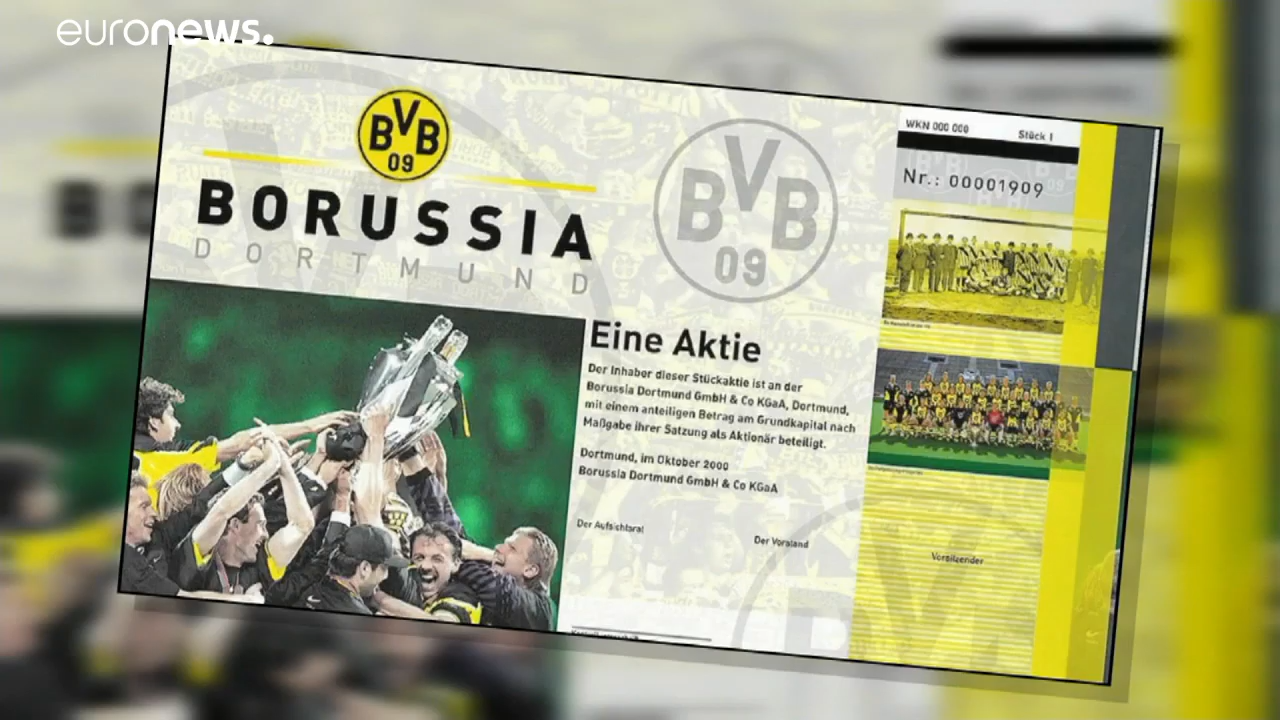 euronews.
BVB
09
BORUSSIA
DORTMUND
BVB
09
Eine Aktie
Der Inhaber dieser Stückaktie ist an der
Borussia Dortmund GmbH & Co KGaA, Dortmund,
mit einem anteiligen Betrag am Grundkapital nach
Maßgabe ihrer Satzung als Aktionär beteiligt.
Dortmund, im Oktober 2000
Borussia Dortmund GmbH & Co KGaA
Der Aufsichtsrat
Der Vorstand
WKN 000 000
Stück 1
Nr.: 00001909
Vorsitzender